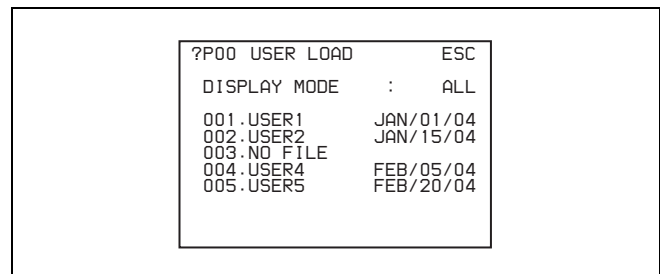 ?P00 USER LOAD ESC
DISPLAY MODE : ALL
001.USER1 JAN/01/04
002.USER2 JAN/15/04
003.NO FILE
004.USER4 FEB/05/04
005.USER5 FEB/20/04